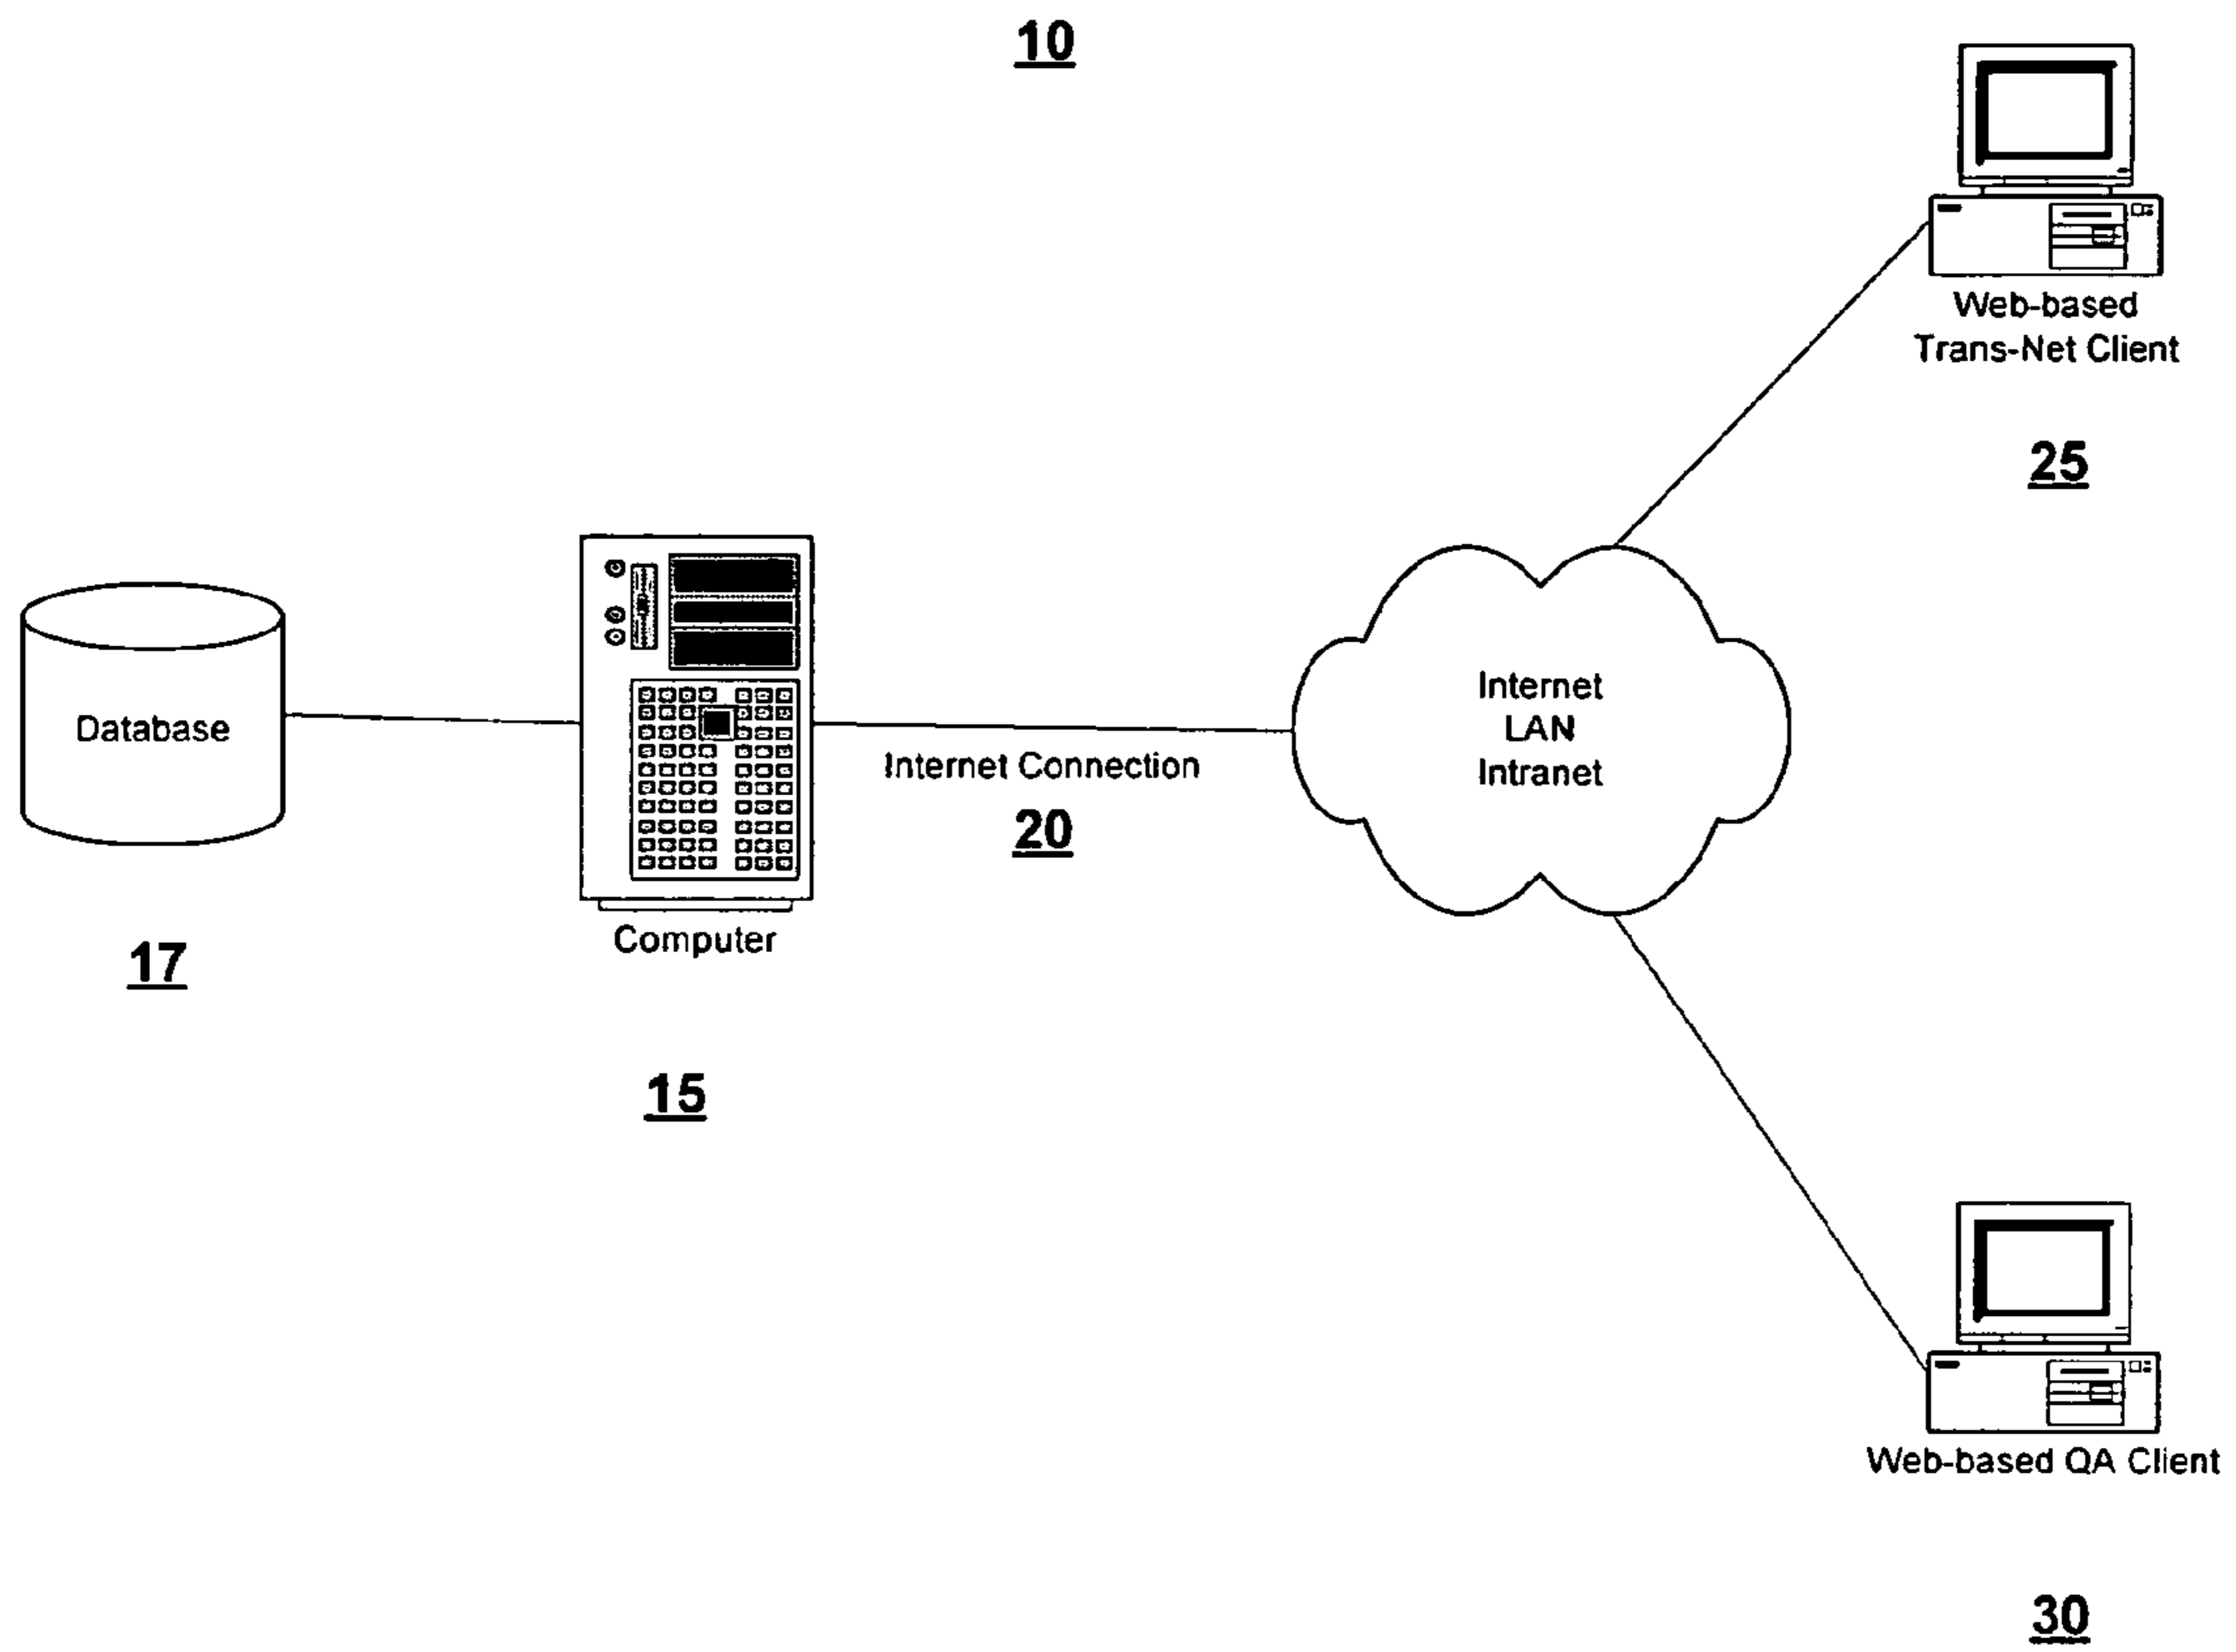 10
Web-based
Trans-Net Client
25
Database
Internet
LAN
Intranet
Internet Connection
20
Computer
17
15
Web-based QA Client
30